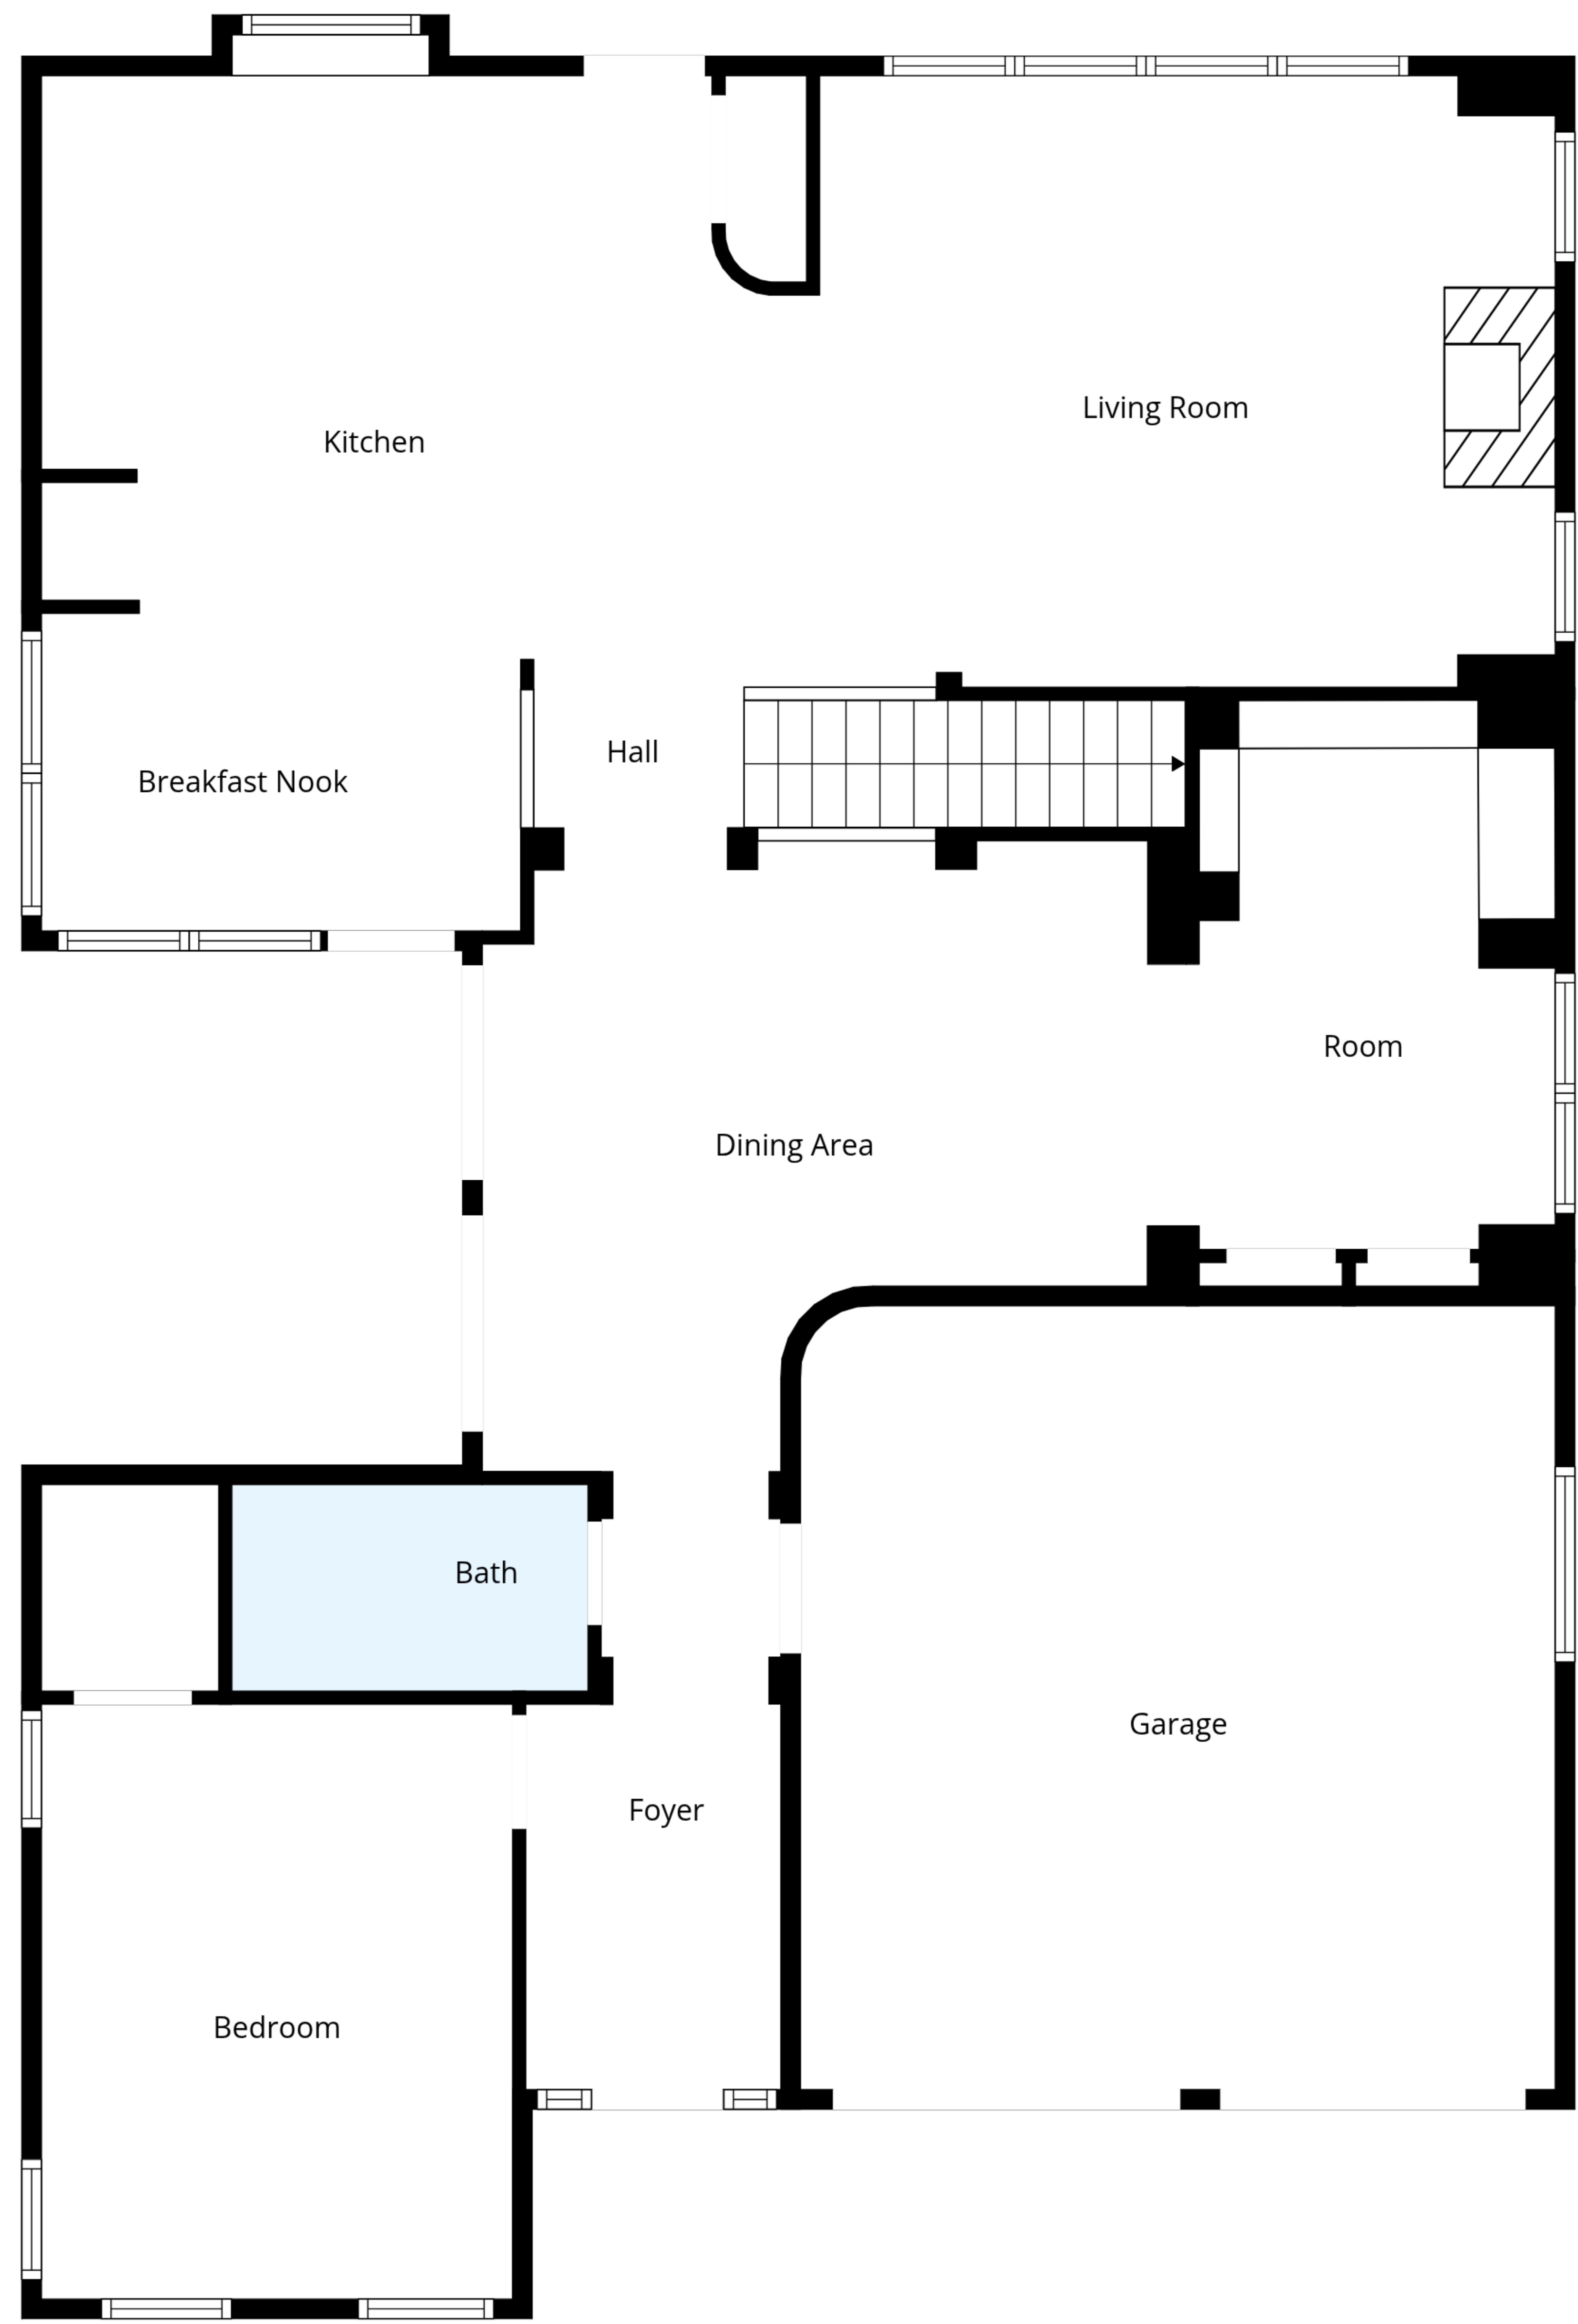 Living Room
Kitchen
Hall
Breakfast Nook
Room
Dining Area
Bath
Garage
Foyer
Bedroom